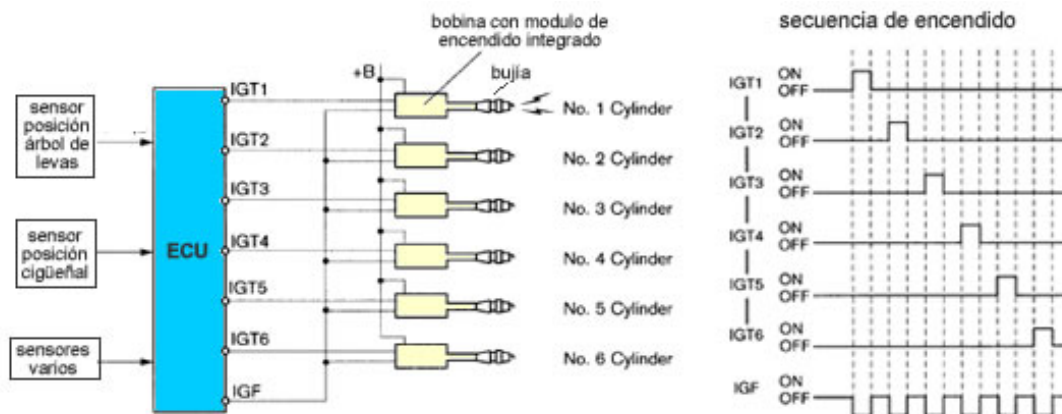 bobina con modulo de
encendido integrado
+B
bujía
sensor
posición
árbol de
levas
sensor
posición
cigüeñal
sensores
varios
ECU
IGT1
IGT2
IGT3
IGT4
IGT5
IGT6
IGF
No. 1 Cylinder
No. 2 Cylinder
No. 3 Cylinder
No. 4 Cylinder
No. 5 Cylinder
No. 6 Cylinder
secuencia de encendido
IGT1 ON
OFF
IGT2 ON
OFF
IGT3 ON
OFF
IGT4 ON
OFF
IGT5 ON
OFF
IGT6 ON
OFF
IGF ON
OFF